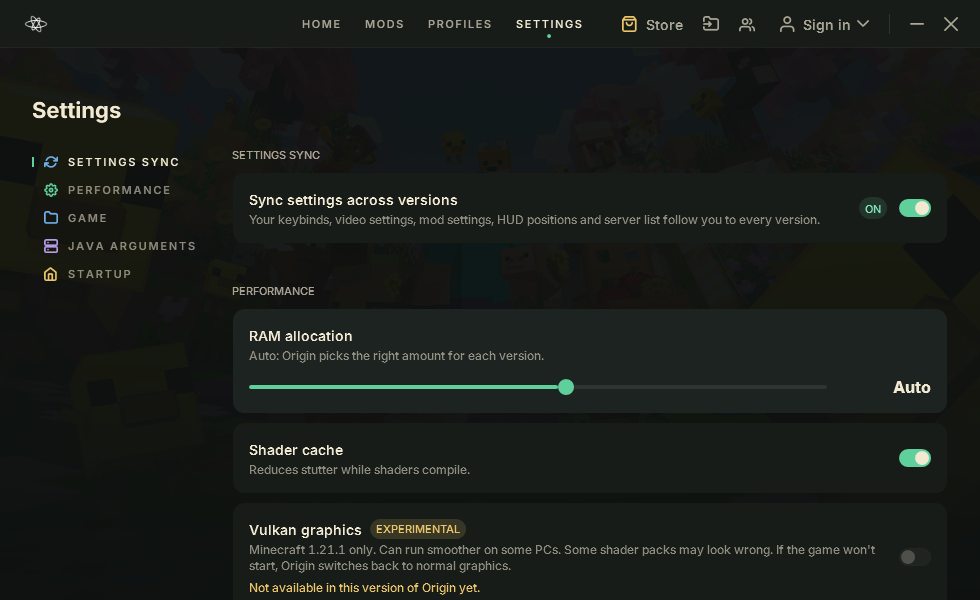 HOME MODS PROFILES SETTINGS Store Sign in
Settings
SETTINGS SYNC
PERFORMANCE
GAME
JAVA ARGUMENTS
STARTUP
SETTINGS SYNC
Sync settings across versions
Your keybinds, video settings, mod settings, HUD positions and server list follow you to every version.
ON
PERFORMANCE
RAM allocation
Auto: Origin picks the right amount for each version.
Auto
Shader cache
Reduces stutter while shaders compile.
Vulkan graphics EXPERIMENTAL
Minecraft 1.21.1 only. Can run smoother on some PCs. Some shader packs may look wrong. If the game won't
start, Origin switches back to normal graphics.
Not available in this version of Origin yet.